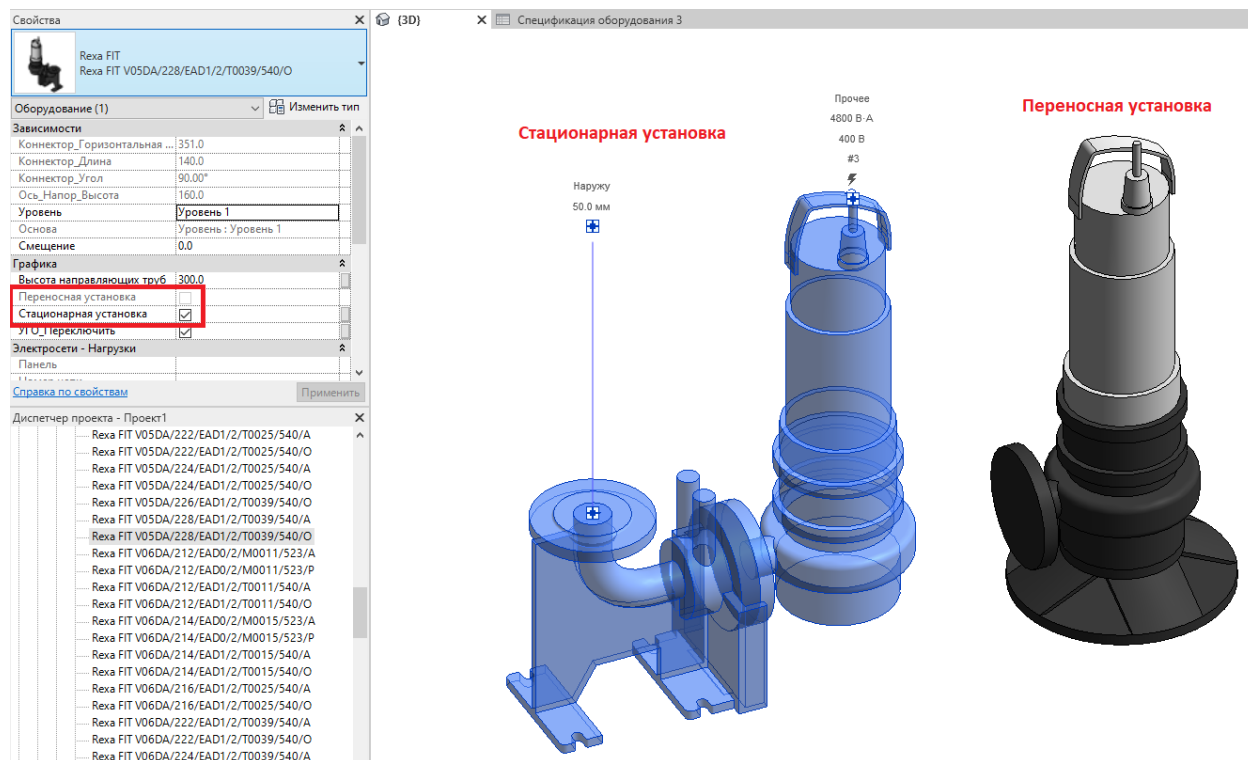 Свойства
Rexa FIT
Rexa FIT V05DA/228/EAD1/2/T0039/540/O
Оборудование (1)
Изменить тип
Зависимости
Коннектор_Горизонтальная ... 351.0
Коннектор_Длина 140.0
Коннектор_Угол 90.00°
Ось_Напор_Высота 160.0
Уровень Уровень 1
Основа Уровень : Уровень 1
Смещение 0.0
Графика
Высота направляющих труб 300.0
Переносная установка
Стационарная установка
УГО_Переключить
Электросети - Нагрузки
Панель
Справка по свойствам
Применить
Диспетчер проекта - Проект1
Rexa FIT V05DA/222/EAD1/2/T0025/540/A
Rexa FIT V05DA/222/EAD1/2/T0025/540/O
Rexa FIT V05DA/224/EAD1/2/T0025/540/A
Rexa FIT V05DA/224/EAD1/2/T0025/540/O
Rexa FIT V05DA/226/EAD1/2/T0039/540/O
Rexa FIT V05DA/228/EAD1/2/T0039/540/A
Rexa FIT V05DA/228/EAD1/2/T0039/540/O
Rexa FIT V06DA/212/EAD0/2/M0011/523/A
Rexa FIT V06DA/212/EAD0/2/M0011/523/P
Rexa FIT V06DA/212/EAD1/2/T0011/540/A
Rexa FIT V06DA/212/EAD1/2/T0011/540/O
Rexa FIT V06DA/214/EAD0/2/M0015/523/A
Rexa FIT V06DA/214/EAD0/2/M0015/523/P
Rexa FIT V06DA/214/EAD1/2/T0015/540/A
Rexa FIT V06DA/214/EAD1/2/T0015/540/O
Rexa FIT V06DA/216/EAD1/2/T0025/540/A
Rexa FIT V06DA/216/EAD1/2/T0025/540/O
Rexa FIT V06DA/222/EAD1/2/T0039/540/A
Rexa FIT V06DA/222/EAD1/2/T0039/540/O
Rexa FIT V06DA/224/EAD1/2/T0039/540/A
{3D}
Спецификация оборудования 3
Стационарная установка
Наружу
50.0 мм
Прочее
4800 В·А
400 В
#3
Переносная установка